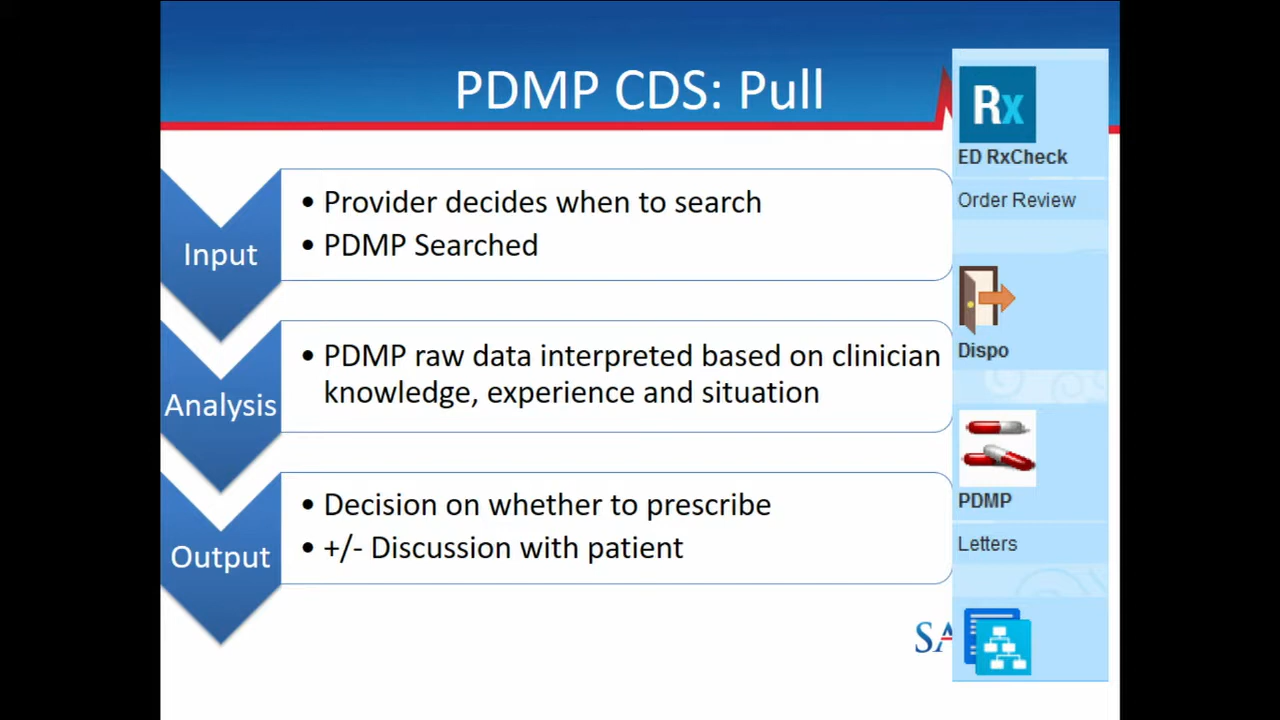 PDMP CDS: Pull
Input
• Provider decides when to search
• PDMP Searched
Analysis
• PDMP raw data interpreted based on clinician
knowledge, experience and situation
Output
• Decision on whether to prescribe
• +/- Discussion with patient
Rx
ED RxCheck
Order Review
Dispo
PDMP
Letters
SA